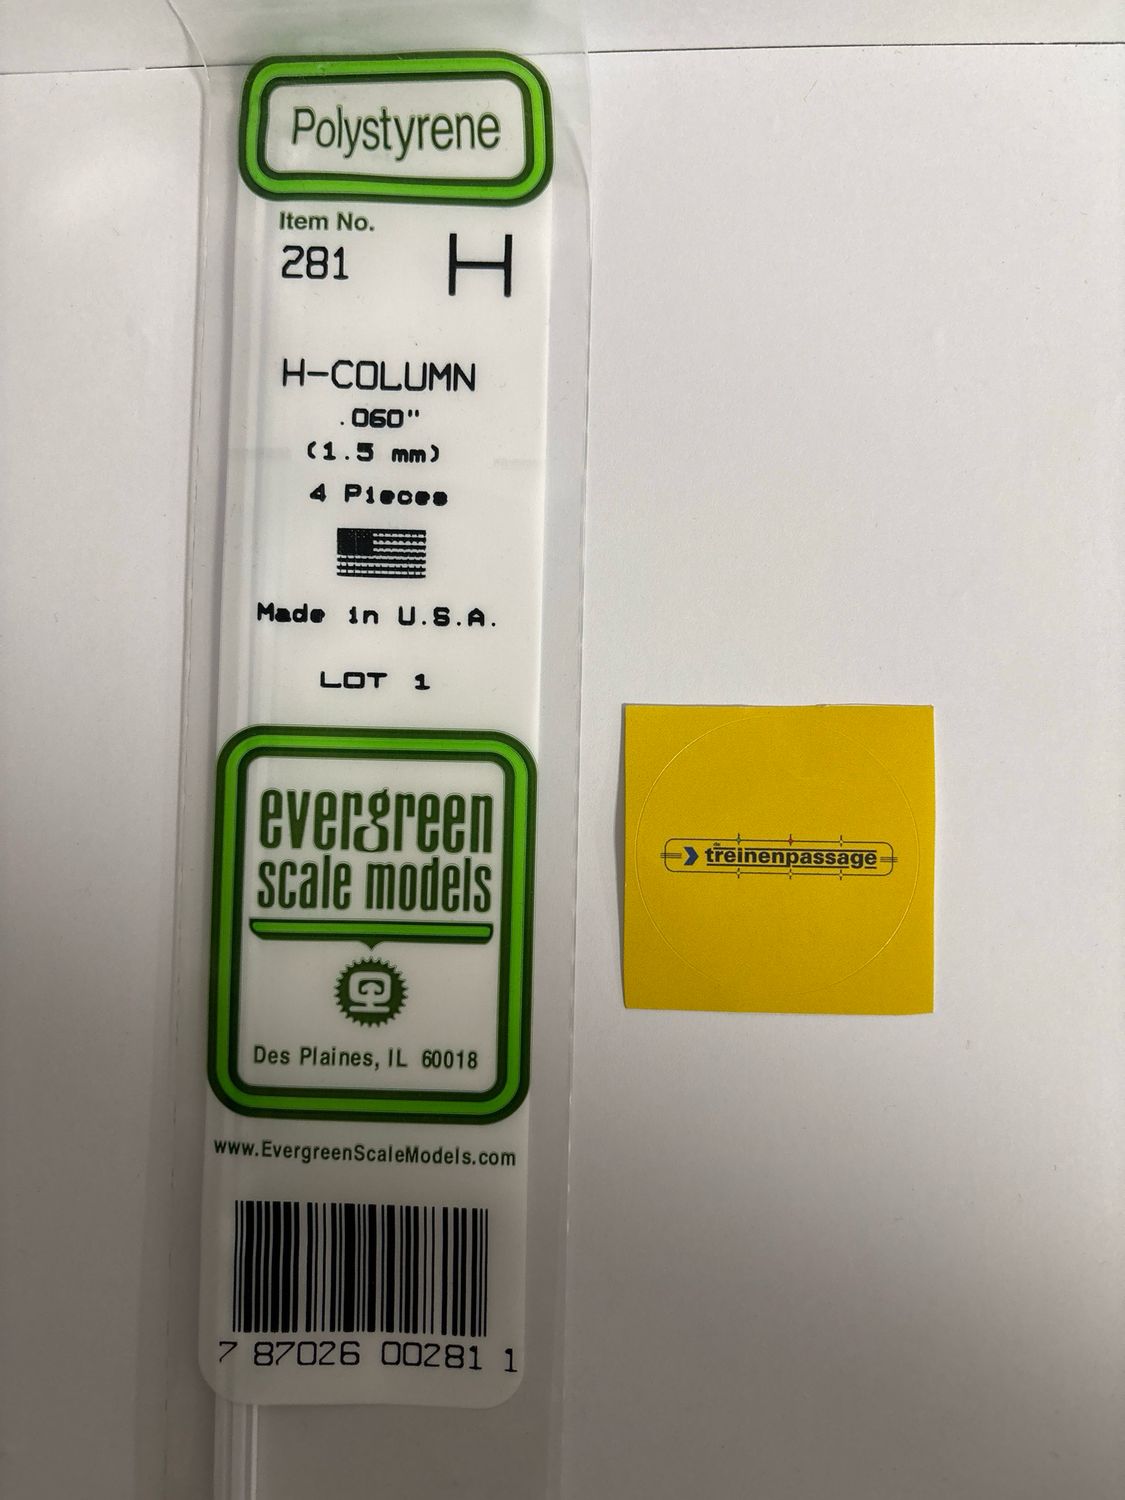 Polystyrene
Item No.
281
H
H-COLUMN
.060"
(1.5 mm)
4 Pieces
Made in U.S.A.
LOT 1
evergreen
scale models
Des Plaines, IL 60018
www.EvergreenScaleModels.com
7 87026 00281 1
de
treinenpassage